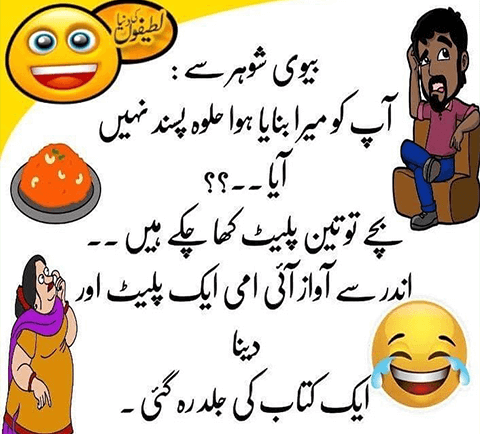 لطیفوں کی دنیا
بیوی شوہر سے :
آپ کو میرا بنایا ہوا حلوہ پسند نہیں
آیا ۔۔؟؟
بچے تو تین پلیٹ کھا چکے ہیں ۔۔
اندر سے آواز آئی امی ایک پلیٹ اور
دینا
ایک کتاب کی جلد رہ گئی ۔